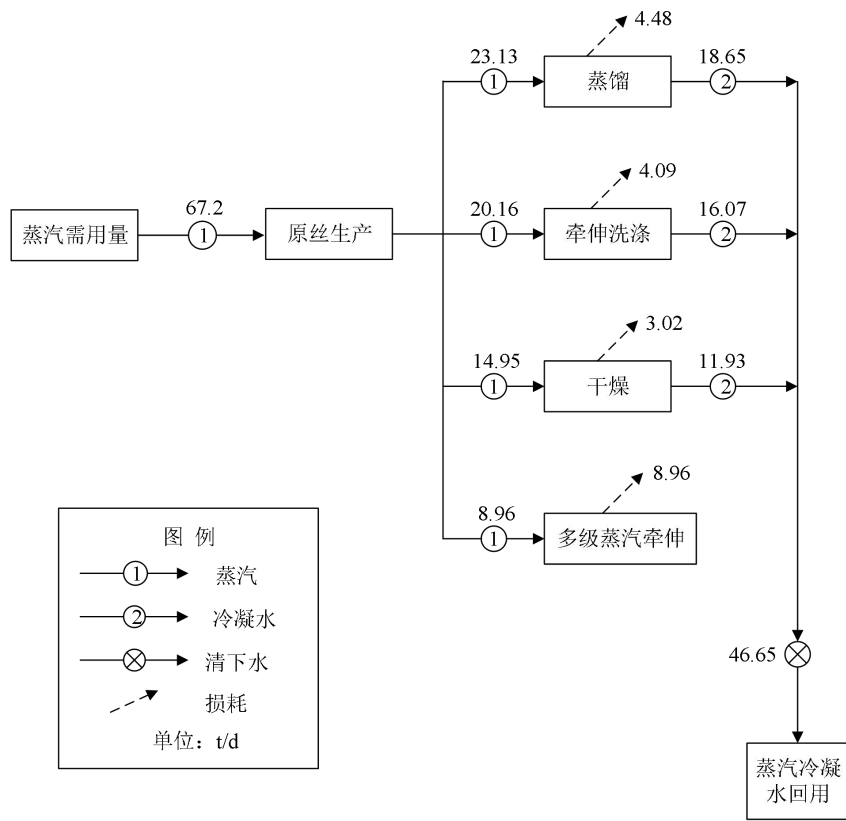 4.48
23.13
18.65
①
蒸馏
②
4.09
67.2
20.16
16.07
蒸汽需用量
①
原丝生产
①
牵伸洗涤
②
3.02
14.95
11.93
①
干燥
②
8.96
8.96
①
多级蒸汽牵伸
图 例
① 蒸汽
② 冷凝水
清下水
损耗
单位：t/d
46.65
蒸汽冷凝
水回用